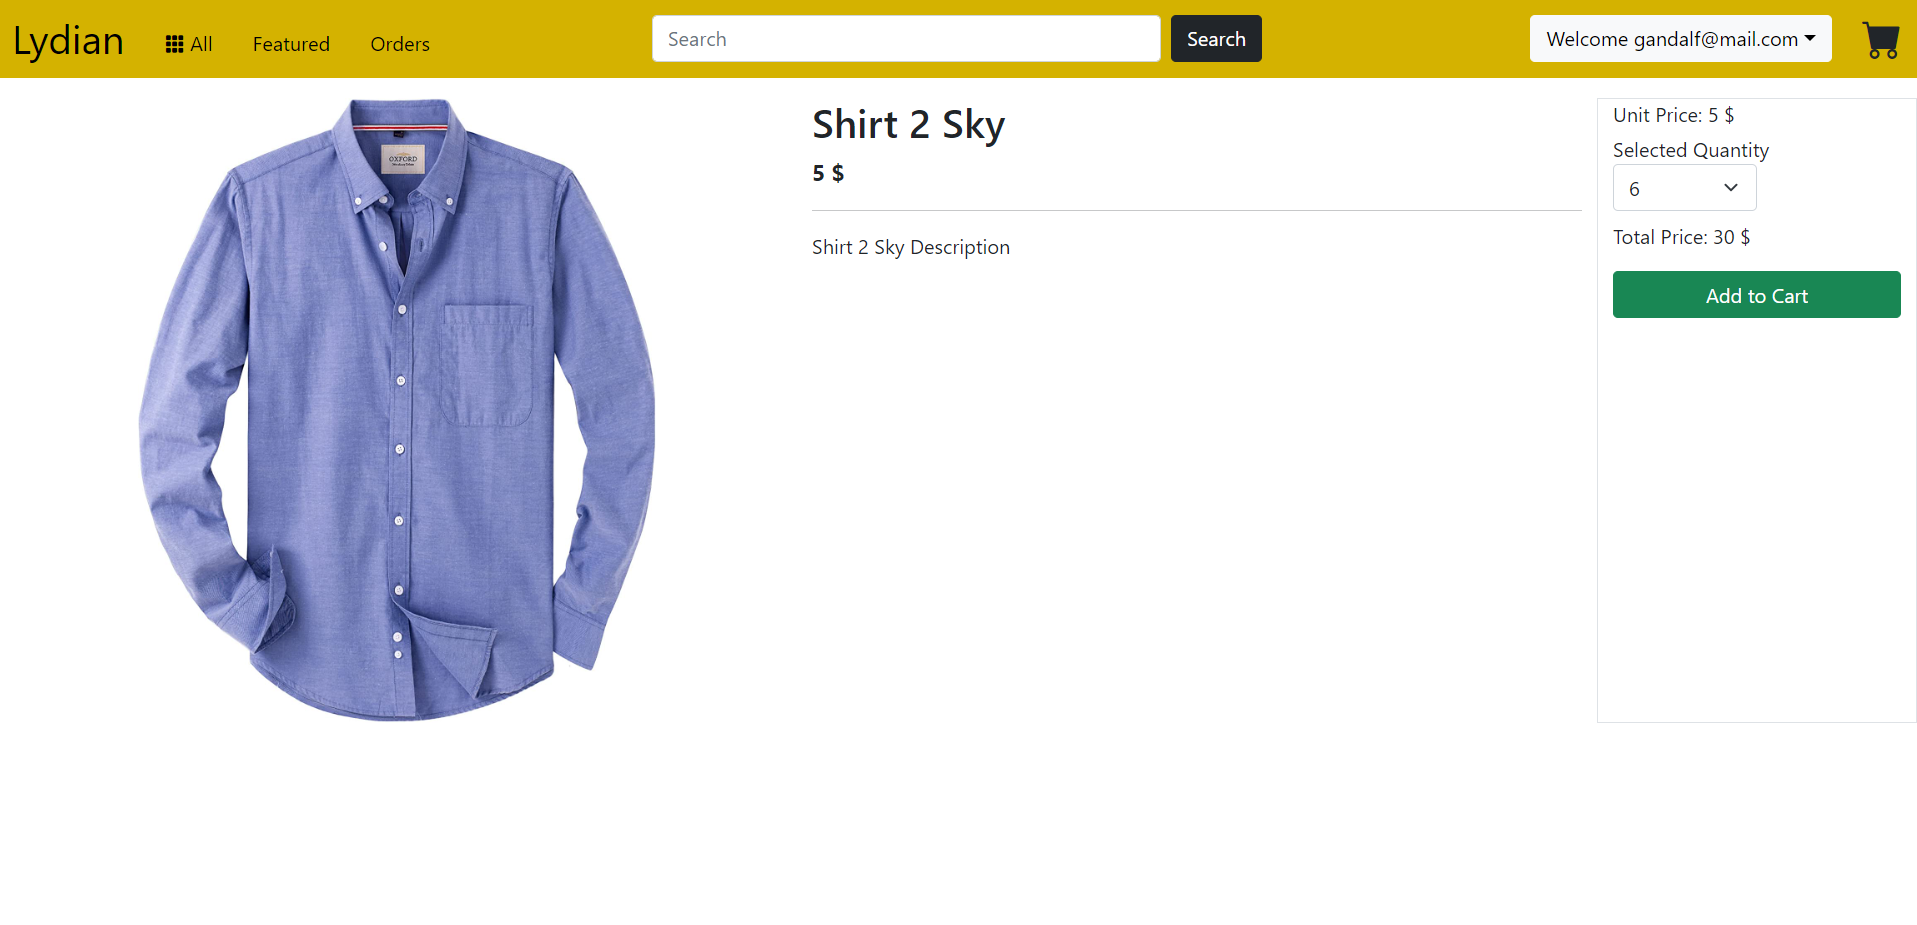 Lydian
All
Featured
Orders
Search
Search
Welcome gandalf@mail.com
OXFORD
Shirt 2 Sky
5 $
Shirt 2 Sky Description
Unit Price: 5 $
Selected Quantity
6
Total Price: 30 $
Add to Cart